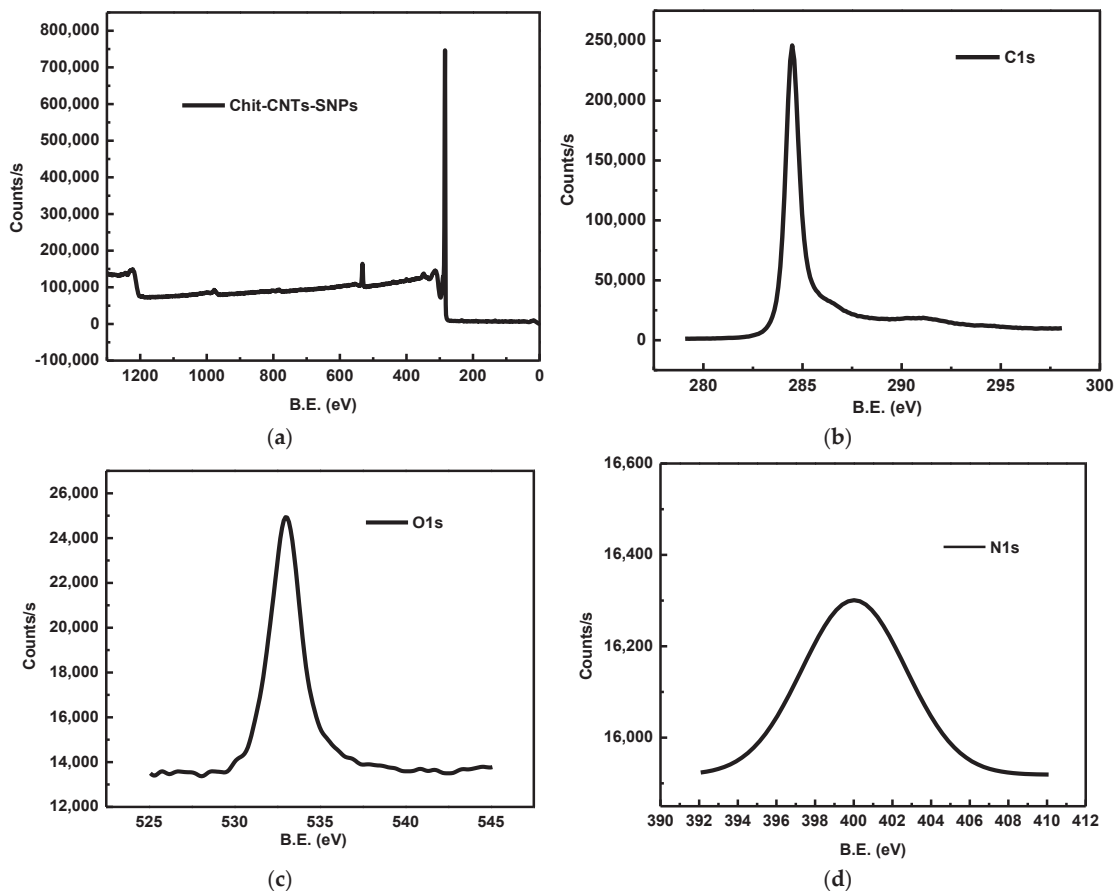 800,000
700,000
600,000
500,000
400,000
300,000
200,000
100,000
0
-100,000
Counts/s
Chit-CNTs-SNPs
1200 1000 800 600 400 200 0
B.E. (eV)
(a)
250,000
200,000
150,000
100,000
50,000
0
Counts/s
C1s
280 285 290 295 300
B.E. (eV)
(b)
26,000
24,000
22,000
20,000
18,000
16,000
14,000
12,000
Counts/s
O1s
525 530 535 540 545
B.E. (eV)
(c)
16,600
16,400
16,200
16,000
Counts/s
N1s
390 392 394 396 398 400 402 404 406 408 410 412
B.E. (eV)
(d)